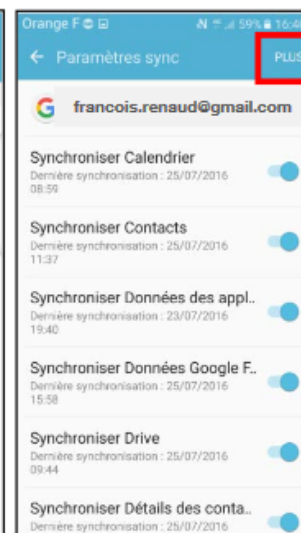 Orange F 59% 16:46
Paramètres sync PLUS
G francois.renaud@gmail.com
Synchroniser Calendrier
Dernière synchronisation : 25/07/2016
08:59
Synchroniser Contacts
Dernière synchronisation : 25/07/2016
11:37
Synchroniser Données des appl..
Dernière synchronisation : 23/07/2016
19:40
Synchroniser Données Google F..
Dernière synchronisation : 25/07/2016
15:58
Synchroniser Drive
Dernière synchronisation : 25/07/2016
09:44
Synchroniser Détails des conta..
Dernière synchronisation : 25/07/2016